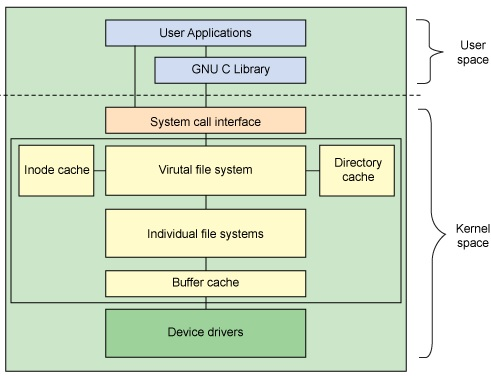 User Applications
User
space
GNU C Library
System call interface
Inode cache
Virutal file system
Directory
cache
Individual file systems
Kernel
space
Buffer cache
Device drivers